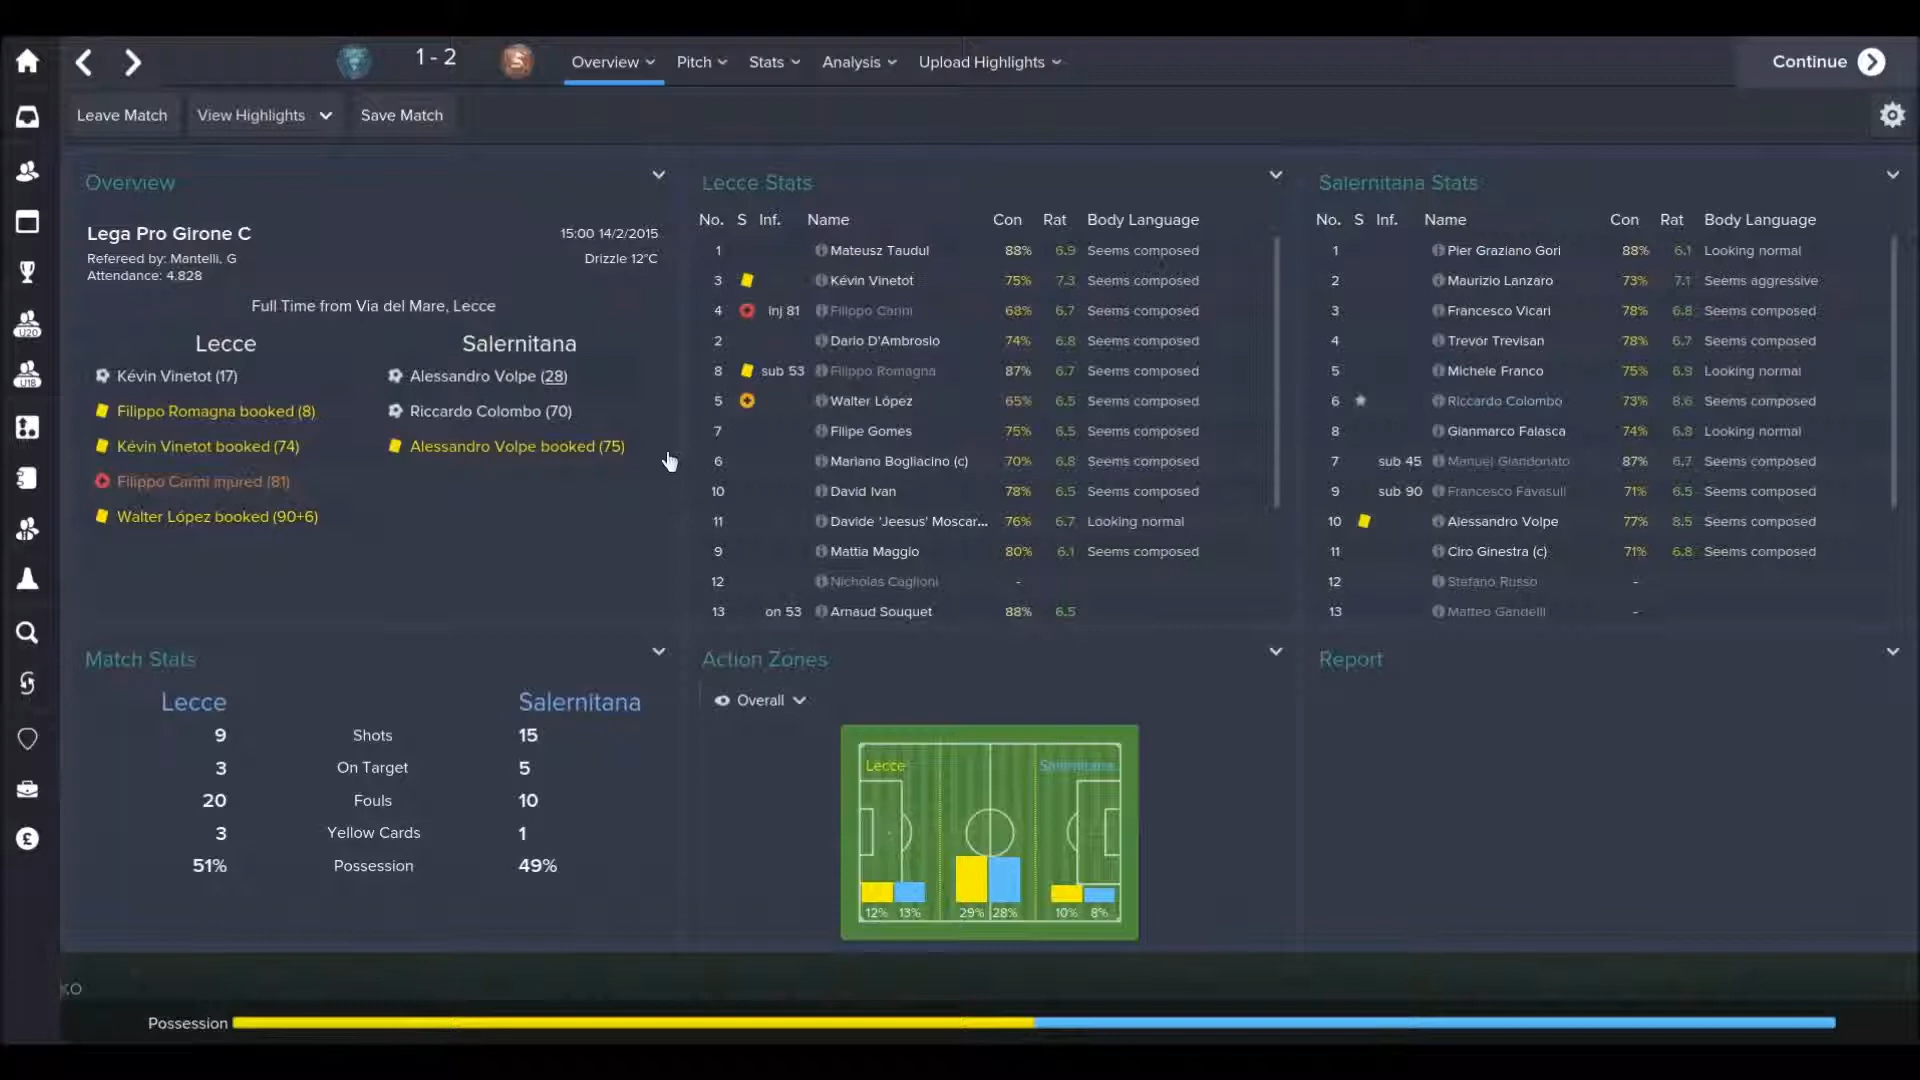 1 - 2
Overview
Pitch
Stats
Analysis
Upload Highlights
Continue
Leave Match
View Highlights
Save Match
Overview
Lega Pro Girone C
15:00 14/2/2015
Refereed by: Mantelli, G
Drizzle 12°C
Attendance: 4.828
Full Time from Via del Mare, Lecce
Lecce
Kévin Vinetot (17)
Filippo Romagna booked (8)
Kévin Vinetot booked (74)
Filippo Carini injured (81)
Walter López booked (90+6)
Salernitana
Alessandro Volpe (28)
Riccardo Colombo (70)
Alessandro Volpe booked (75)
Lecce Stats
No. S Inf. Name Con Rat Body Language
1 Mateusz Taudul 88% 6.9 Seems composed
3 Kévin Vinetot 75% 7.3 Seems composed
4 Inj 81 Filippo Carini 68% 6.7 Seems composed
2 Dario D'Ambrosio 74% 6.8 Seems composed
8 sub 53 Filippo Romagna 87% 6.7 Seems composed
5 Walter López 65% 6.5 Seems composed
7 Filipe Gomes 75% 6.5 Seems composed
6 Mariano Bogliacino (c) 70% 6.8 Seems composed
10 David Ivan 78% 6.5 Seems composed
11 Davide 'Jeesus' Moscar... 76% 6.7 Looking normal
9 Mattia Maggio 80% 6.1 Seems composed
12 Nicholas Caglioni -
13 on 53 Arnaud Souquet 88% 6.5
Salernitana Stats
No. S Inf. Name Con Rat Body Language
1 Pier Graziano Gori 88% 6.1 Looking normal
2 Maurizio Lanzaro 73% 7.1 Seems aggressive
3 Francesco Vicari 78% 6.8 Seems composed
4 Trevor Trevisan 78% 6.7 Seems composed
5 Michele Franco 75% 6.9 Looking normal
6 Riccardo Colombo 73% 8.6 Seems composed
8 Gianmarco Falasca 74% 6.8 Looking normal
7 sub 45 Manuel Giandonato 87% 6.7 Seems composed
9 sub 90 Francesco Favasuli 71% 6.5 Seems composed
10 Alessandro Volpe 77% 8.5 Seems composed
11 Ciro Ginestra (c) 71% 6.8 Seems composed
12 Stefano Russo -
13 Matteo Gandelli -
Match Stats
Lecce Salernitana
9 Shots 15
3 On Target 5
20 Fouls 10
3 Yellow Cards 1
51% Possession 49%
Action Zones
Overall
Lecce Salernitana
12% 13% 29% 28% 10% 8%
Report
U20
U18
KO
Possession